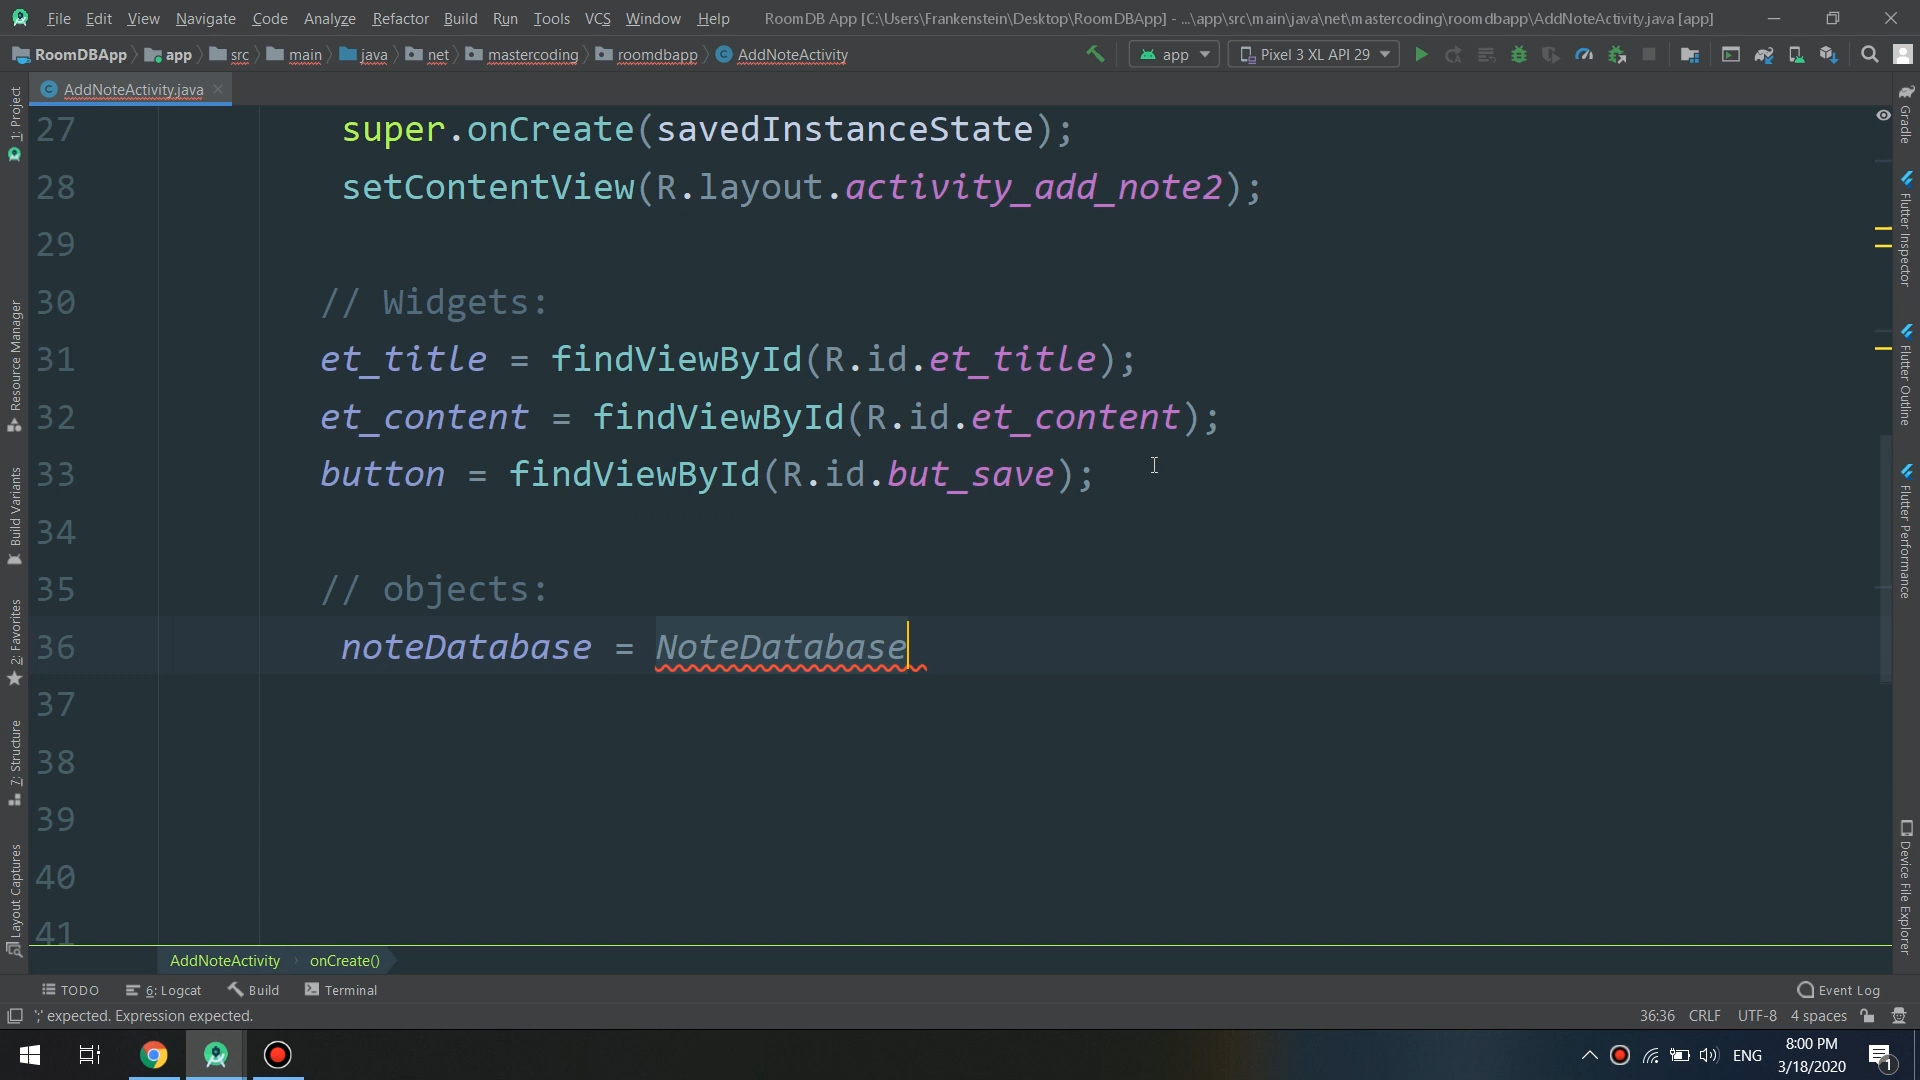 File Edit View Navigate Code Analyze Refactor Build Run Tools VCS Window Help RoomDB App [C:\Users\Frankenstein\Desktop\RoomDBApp] - ...\app\src\main\java\net\mastercoding\roomdbapp\AddNoteActivity.java [app]
RoomDBApp app src main java net mastercoding roomdbapp AddNoteActivity app Pixel 3 XL API 29
AddNoteActivity.java
27 super.onCreate(savedInstanceState);
28 setContentView(R.layout.activity_add_note2);
29
30 // Widgets:
31 et_title = findViewById(R.id.et_title);
32 et_content = findViewById(R.id.et_content);
33 button = findViewById(R.id.but_save);
34
35 // objects:
36 noteDatabase = NoteDatabase
37
38
39
40
41
1: Project
Resource Manager
Build Variants
2: Favorites
7: Structure
Layout Captures
Gradle
Flutter Inspector
Flutter Outline
Flutter Performance
Device File Explorer
AddNoteActivity onCreate()
TODO 6: Logcat Build Terminal Event Log
';' expected. Expression expected. 36:36 CRLF UTF-8 4 spaces
ENG 8:00 PM
3/18/2020 1